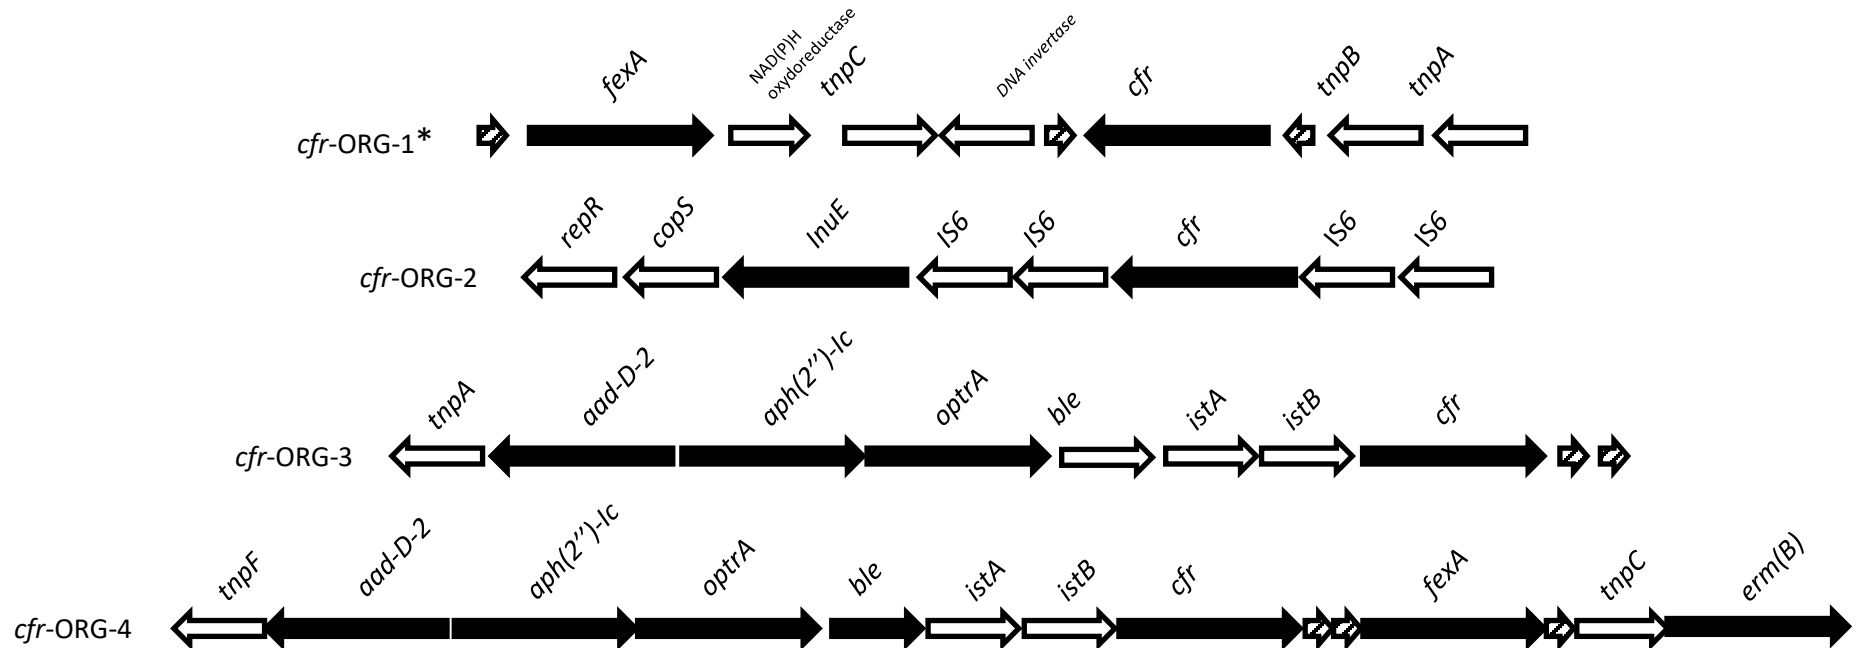 fexA
NAD(P)H
oxydoreductase
tnpC
DNA invertase
cfr
tnpB
tnpA
cfr-ORG-1*
repR
copS
lnuE
IS6
IS6
cfr
IS6
IS6
cfr-ORG-2
tnpA
aad-D-2
aph(2’’)-Ic
optrA
ble
istA
istB
cfr
cfr-ORG-3
tnpF
aad-D-2
aph(2’’)-Ic
optrA
ble
istA
istB
cfr
fexA
tnpC
erm(B)
cfr-ORG-4